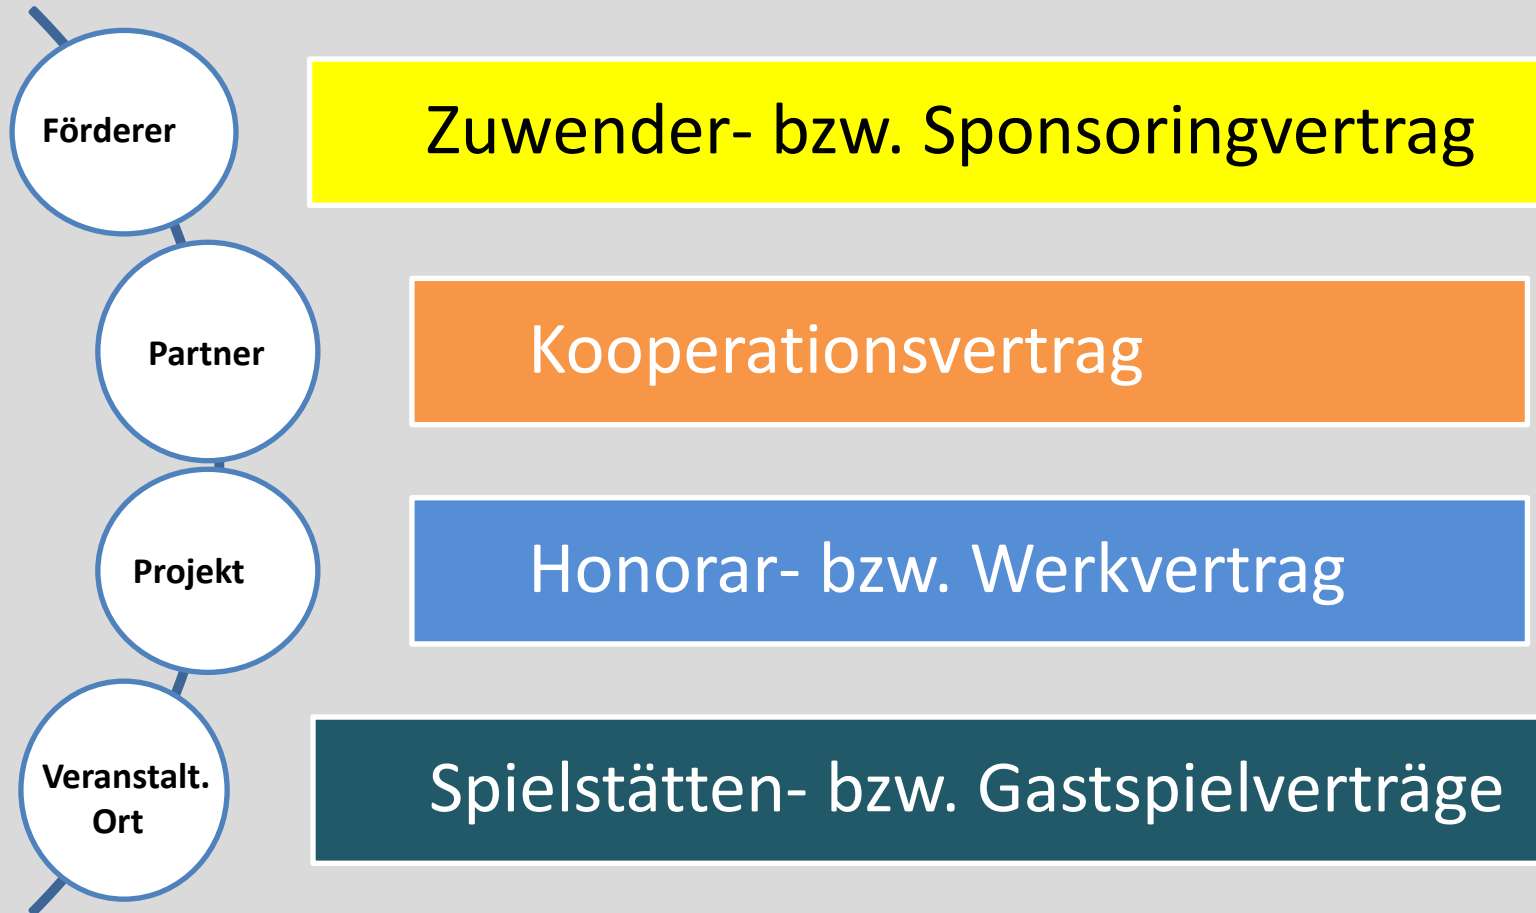 Förderer
Zuwender- bzw. Sponsoringvertrag
Partner
Kooperationsvertrag
Projekt
Honorar- bzw. Werkvertrag
Veranstalt.
Ort
Spielstätten- bzw. Gastspielverträge